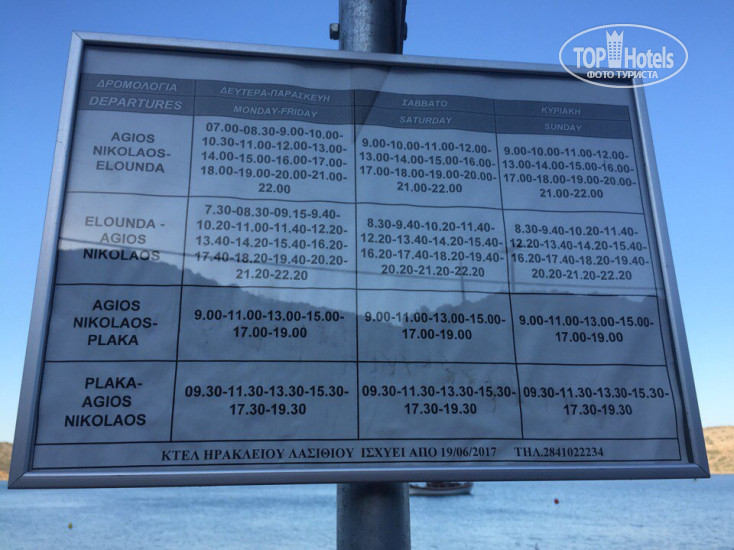 TOP Hotels
ФОТО ТУРИСТА
ΔΡΟΜΟΛΟΓΙΑ
DEPARTURES
ΔΕΥΤΕΡΑ-ΠΑΡΑΣΚΕΥΗ
MONDAY-FRIDAY
ΣΑΒΒΑΤΟ
SATURDAY
ΚΥΡΙΑΚΗ
SUNDAY
AGIOS
NIKOLAOS-
ELOUNDA
07.00-08.30-9.00-10.00-
10.30-11.00-12.00-13.00-
14.00-15.00-16.00-17.00-
18.00-19.00-20.00-21.00-
22.00
9.00-10.00-11.00-12.00-
13.00-14.00-15.00-16.00-
17.00-18.00-19.00-20.00-
21.00-22.00
9.00-10.00-11.00-12.00-
13.00-14.00-15.00-16.00-
17.00-18.00-19.00-20.00-
21.00-22.00
ELOUNDA -
AGIOS
NIKOLAOS
7.30-08.30-09.15-9.40-
10.20-11.00-11.40-12.20-
13.40-14.20-15.40-16.20-
17.40-18.20-19.40-20.20-
21.20-22.20
8.30-9.40-10.20-11.40-
12.20-13.40-14.20-15.40-
16.20-17.40-18.20-19.40-
20.20-21.20-22.20
8.30-9.40-10.20-11.40-
12.20-13.40-14.20-15.40-
16.20-17.40-18.20-19.40-
20.20-21.20-22.20
AGIOS
NIKOLAOS-
PLAKA
9.00-11.00-13.00-15.00-
17.00-19.00
9.00-11.00-13.00-15.00-
17.00-19.00
9.00-11.00-13.00-15.00-
17.00-19.00
PLAKA-
AGIOS
NIKOLAOS
09.30-11.30-13.30-15.30-
17.30-19.30
09.30-11.30-13.30-15.30-
17.30-19.30
09.30-11.30-13.30-15.30-
17.30-19.30
ΚΤΕΛ ΗΡΑΚΛΕΙΟΥ ΛΑΣΙΘΙΟΥ ΙΣΧΥΕΙ ΑΠΟ 19/06/2017 ΤΗΛ.2841022234